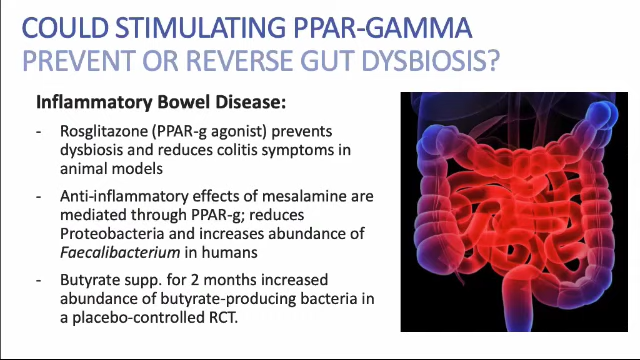 COULD STIMULATING PPAR-GAMMA
PREVENT OR REVERSE GUT DYSBIOSIS?
Inflammatory Bowel Disease:
- Rosglitazone (PPAR-g agonist) prevents
dysbiosis and reduces colitis symptoms in
animal models
- Anti-inflammatory effects of mesalamine are
mediated through PPAR-g; reduces
Proteobacteria and increases abundance of
Faecalibacterium in humans
- Butyrate supp. for 2 months increased
abundance of butyrate-producing bacteria in
a placebo-controlled RCT.